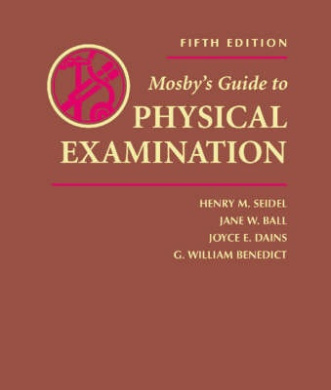 FIFTH EDITION
Mosby's Guide to
PHYSICAL
EXAMINATION
HENRY M. SEIDEL
JANE W. BALL
JOYCE E. DAINS
G. WILLIAM BENEDICT